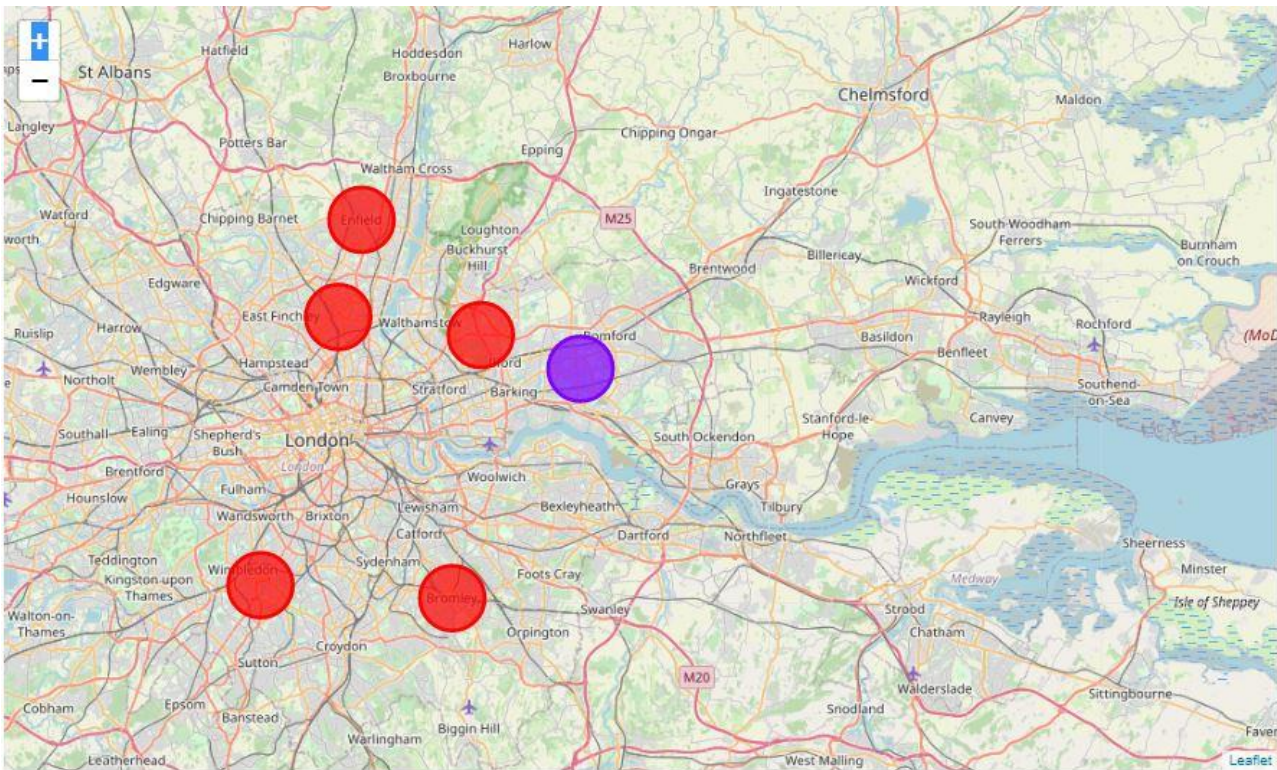 +
−
Hatfield
St Albans
Hoddesdon
Broxbourne
Harlow
Chelmsford
Maldon
Langley
Potters Bar
Chipping Ongar
Epping
Waltham Cross
Ingatestone
Watford
Chipping Barnet
Enfield
Loughton
Buckhurst
Hill
M25
South Woodham
Ferrers
Burnham
on Crouch
Billericay
Brentwood
Wickford
Edgware
East Finchley
Walthamstow
Rayleigh
Rochford
Ruislip
Harrow
Romford
Basildon
Benfleet
(MoD
Wembley
Hampstead
Northolt
Camden Town
Stratford
Barking
Southend
-on-Sea
Canvey
Stanford-le-
Hope
Southall
Ealing
Shepherd's
Bush
London
London
South Ockendon
Brentford
Woolwich
Grays
Hounslow
Fulham
Wandsworth
Brixton
Lewisham
Bexleyheath
Tilbury
Catford
Dartford
Northfleet
Teddington
Kingston upon
Thames
Wimbledon
Sydenham
Foots Cray
Sheerness
Minster
Medway
Isle of Sheppey
Walton-on-
Thames
Bromley
Swanley
Strood
Croydon
Orpington
Chatham
Sutton
M20
Walderslade
Sittingbourne
Cobham
Epsom
Banstead
Biggin Hill
Snodland
Warlingham
Leatherhead
West Malling
Leaflet